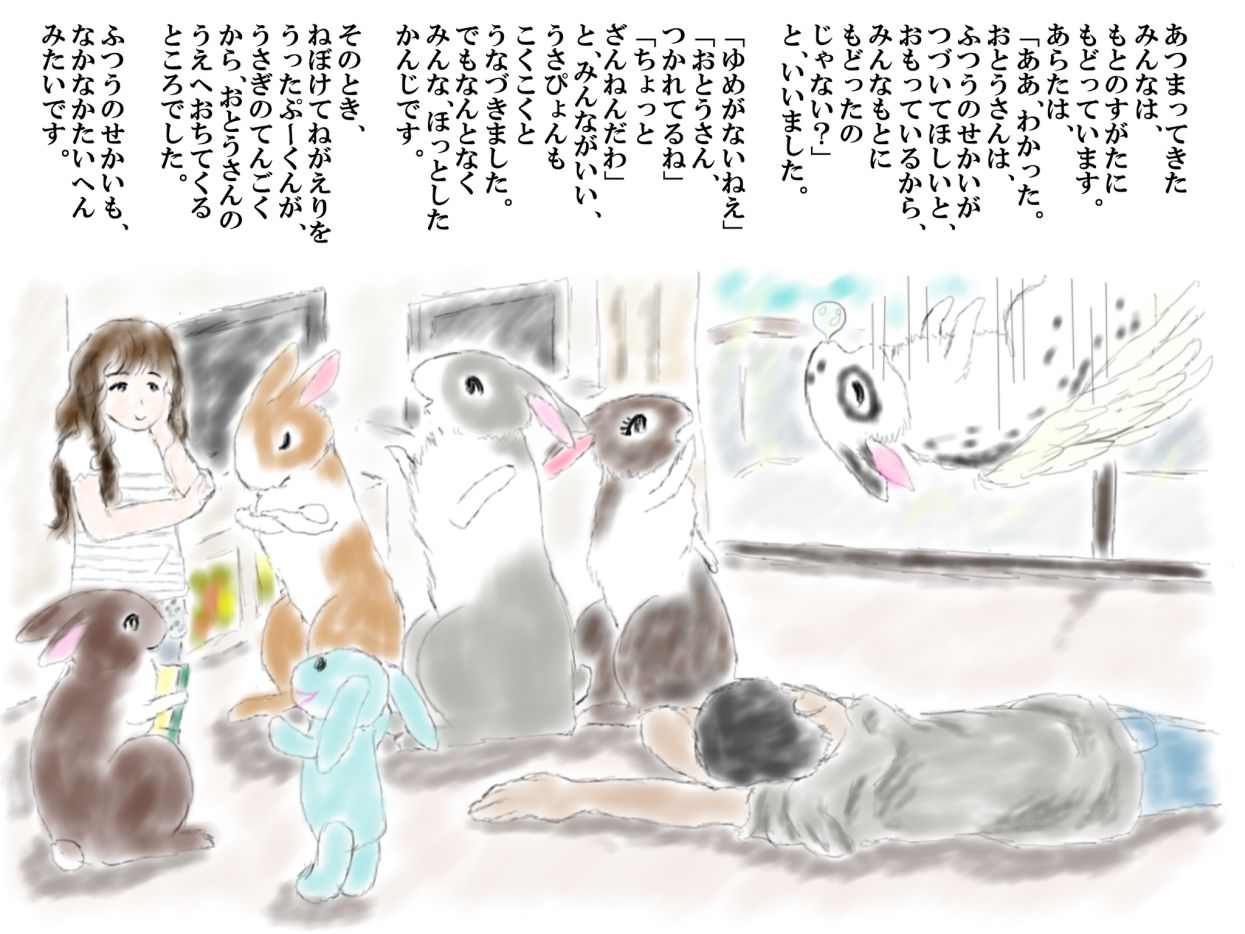 あつまってきた
みんなは、
もとのすがたに
もどっています。
あらたは、
「ああ、わかった。
おとうさんは、
ふつうのせかいが
つづいてほしいと、
おもっているから、
みんなもとに
もどったの
じゃない？」
と、いいました。
「ゆめがないねえ」
「おとうさん、
つかれてるね」
「ちょっと
ざんねんだわ」
と、みんながいい、
うさぴょんも
こくこくと
うなづきました。
でもなんとなく
みんな、ほっとした
かんじです。
そのとき、
ねぼけてねがえりを
うったぷーくんが、
うさぎのてんごく
から、おとうさんの
うえへおちてくる
ところでした。
ふつうのせかいも、
なかなかたいへん
みたいです。